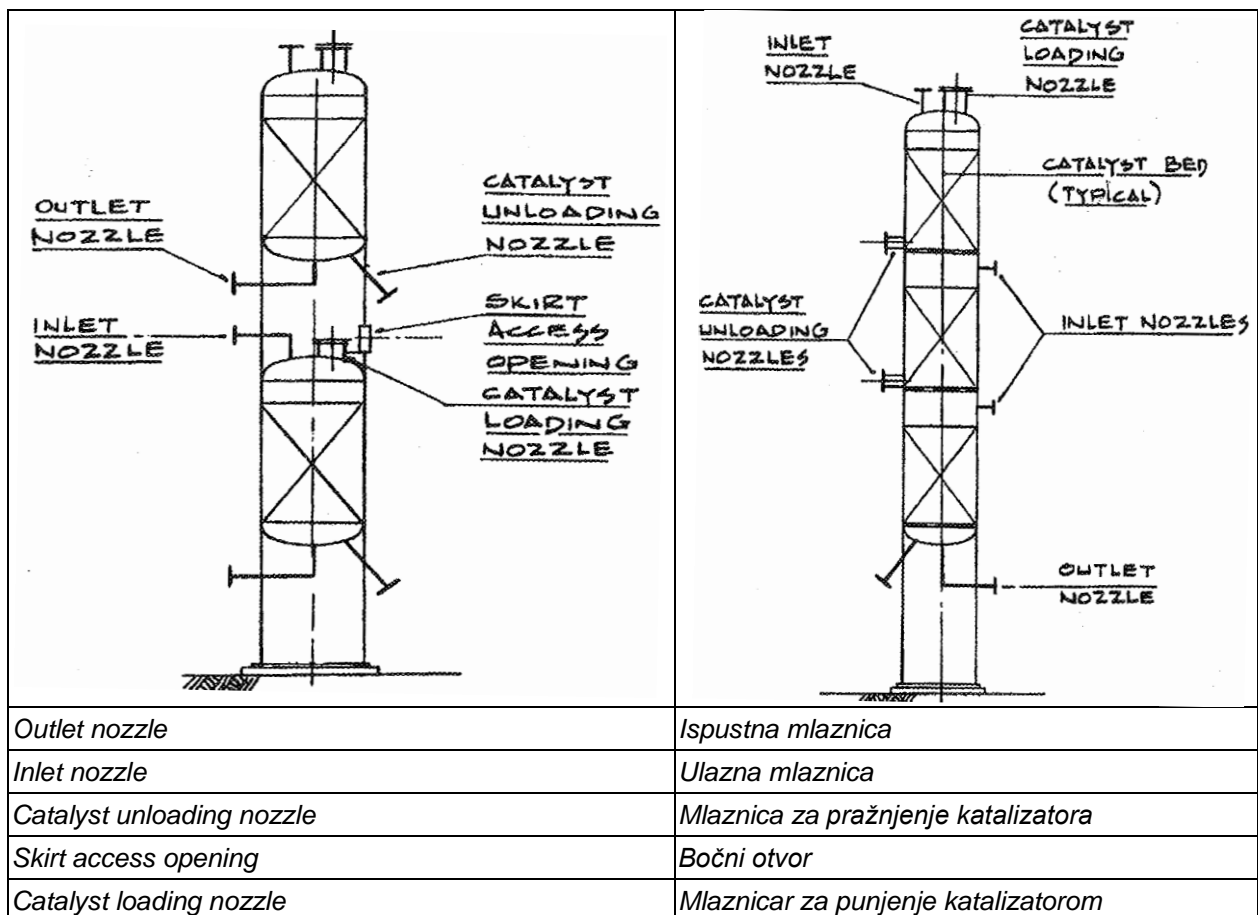 OUTLET
NOZZLE
INLET
NOZZLE
CATALYST
UNLOADING
NOZZLE
SKIRT
ACCESS
OPENING
CATALYST
LOADING
NOZZLE
INLET
NOZZLE
CATALYST
LOADING
NOZZLE
CATALYST BED
(TYPICAL)
CATALYST
UNLOADING
NOZZLES
INLET NOZZLES
OUTLET
NOZZLE
Outlet nozzle
Ispustna mlaznica
Inlet nozzle
Ulazna mlaznica
Catalyst unloading nozzle
Mlaznica za pražnjenje katalizatora
Skirt access opening
Bočni otvor
Catalyst loading nozzle
Mlaznicar za punjenje katalizatorom